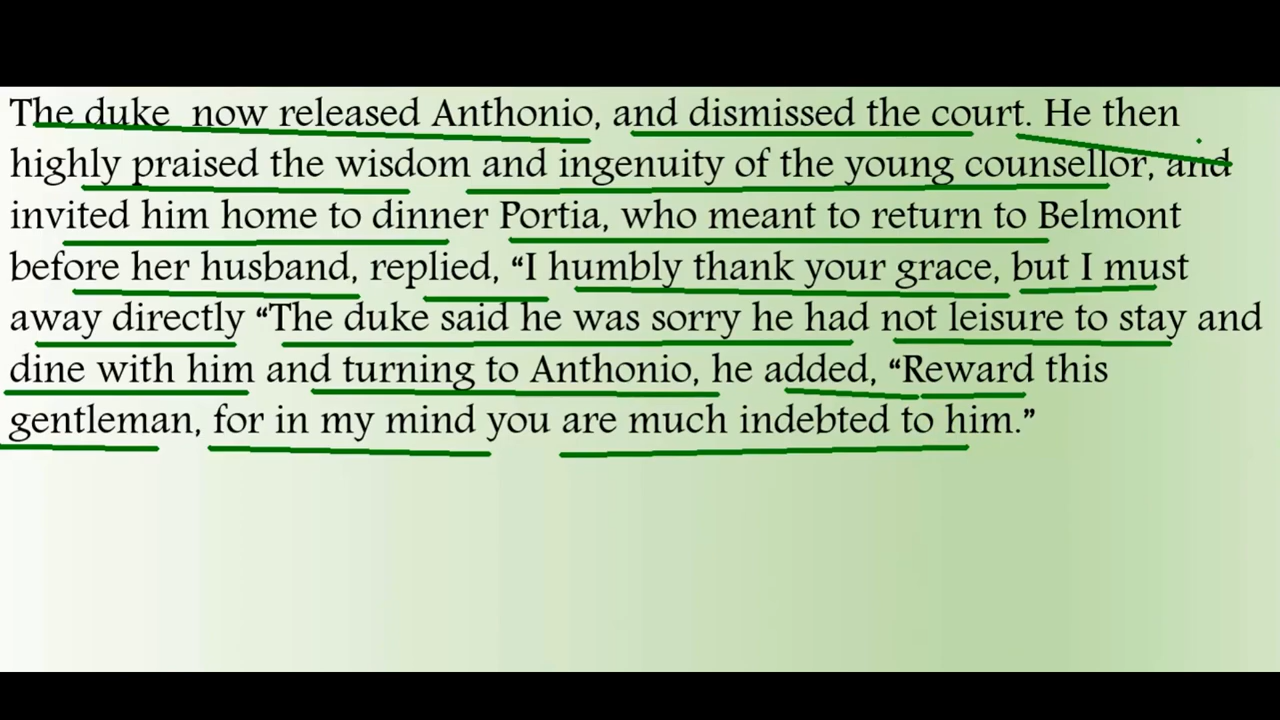 The duke now released Anthonio, and dismissed the court. He then
highly praised the wisdom and ingenuity of the young counsellor, and
invited him home to dinner Portia, who meant to return to Belmont
before her husband, replied, “I humbly thank your grace, but I must
away directly “The duke said he was sorry he had not leisure to stay and
dine with him and turning to Anthonio, he added, “Reward this
gentleman, for in my mind you are much indebted to him.”